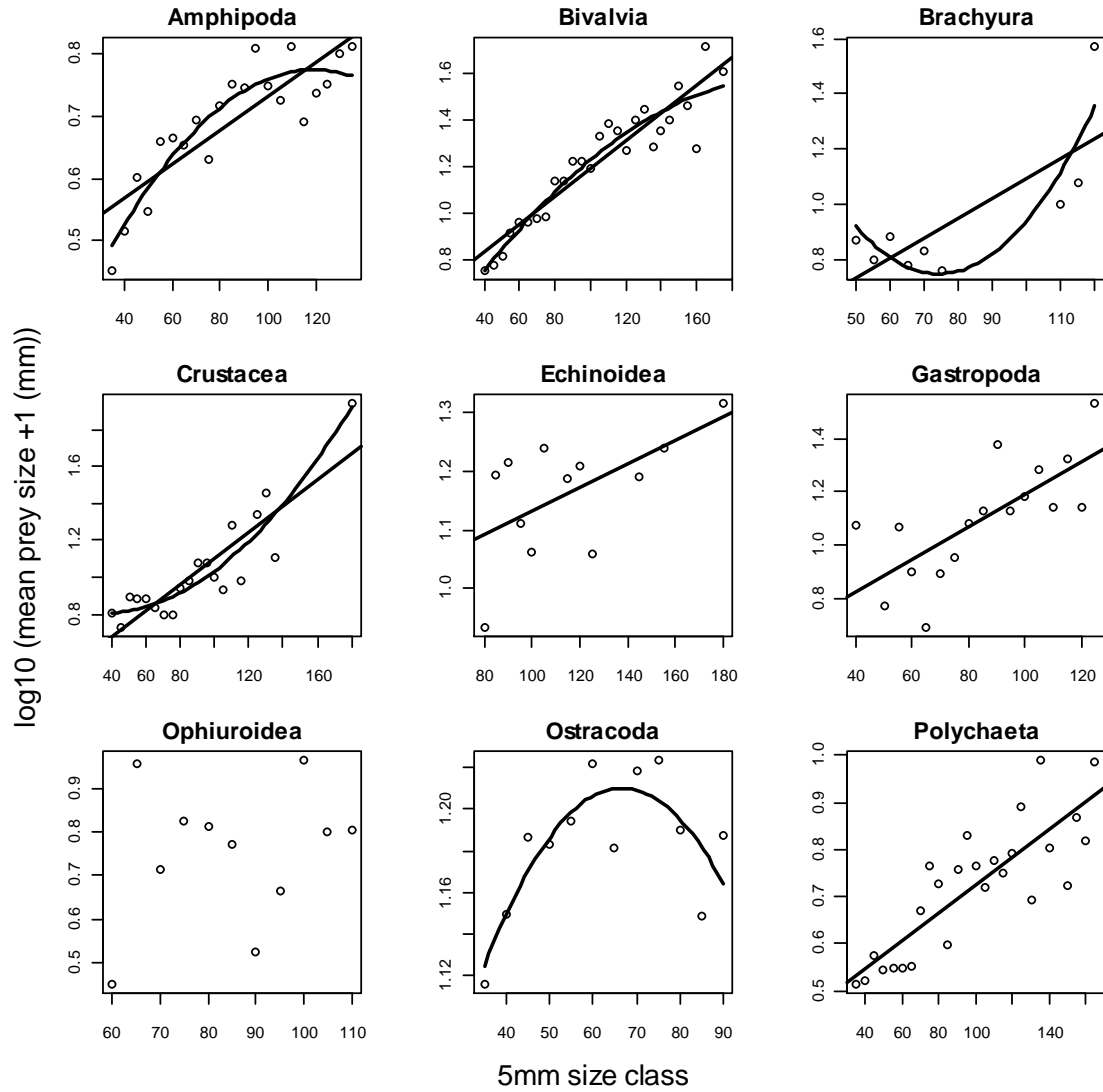 Amphipoda
Bivalvia
Brachyura
0.5 0.6 0.7 0.8
40 60 80 100 120
0.8 1.0 1.2 1.4 1.6
40 60 80 100 140 160
0.8 1.0 1.2 1.4 1.6
50 60 70 80 90 110
Crustacea
Echinoidea
Gastropoda
0.8 1.2 1.6
40 60 80 100 120 160
1.0 1.1 1.2 1.3
80 100 120 140 160 180
0.8 1.0 1.2 1.4
40 60 80 100 120
Ophiuroidea
Ostracoda
Polychaeta
0.5 0.6 0.7 0.8 0.9
60 70 80 90 100 110
1.12 1.16 1.20
40 50 60 70 80 90
0.5 0.6 0.7 0.8 0.9 1.0
40 60 80 100 140
log10 (mean prey size +1 (mm))
5mm size class